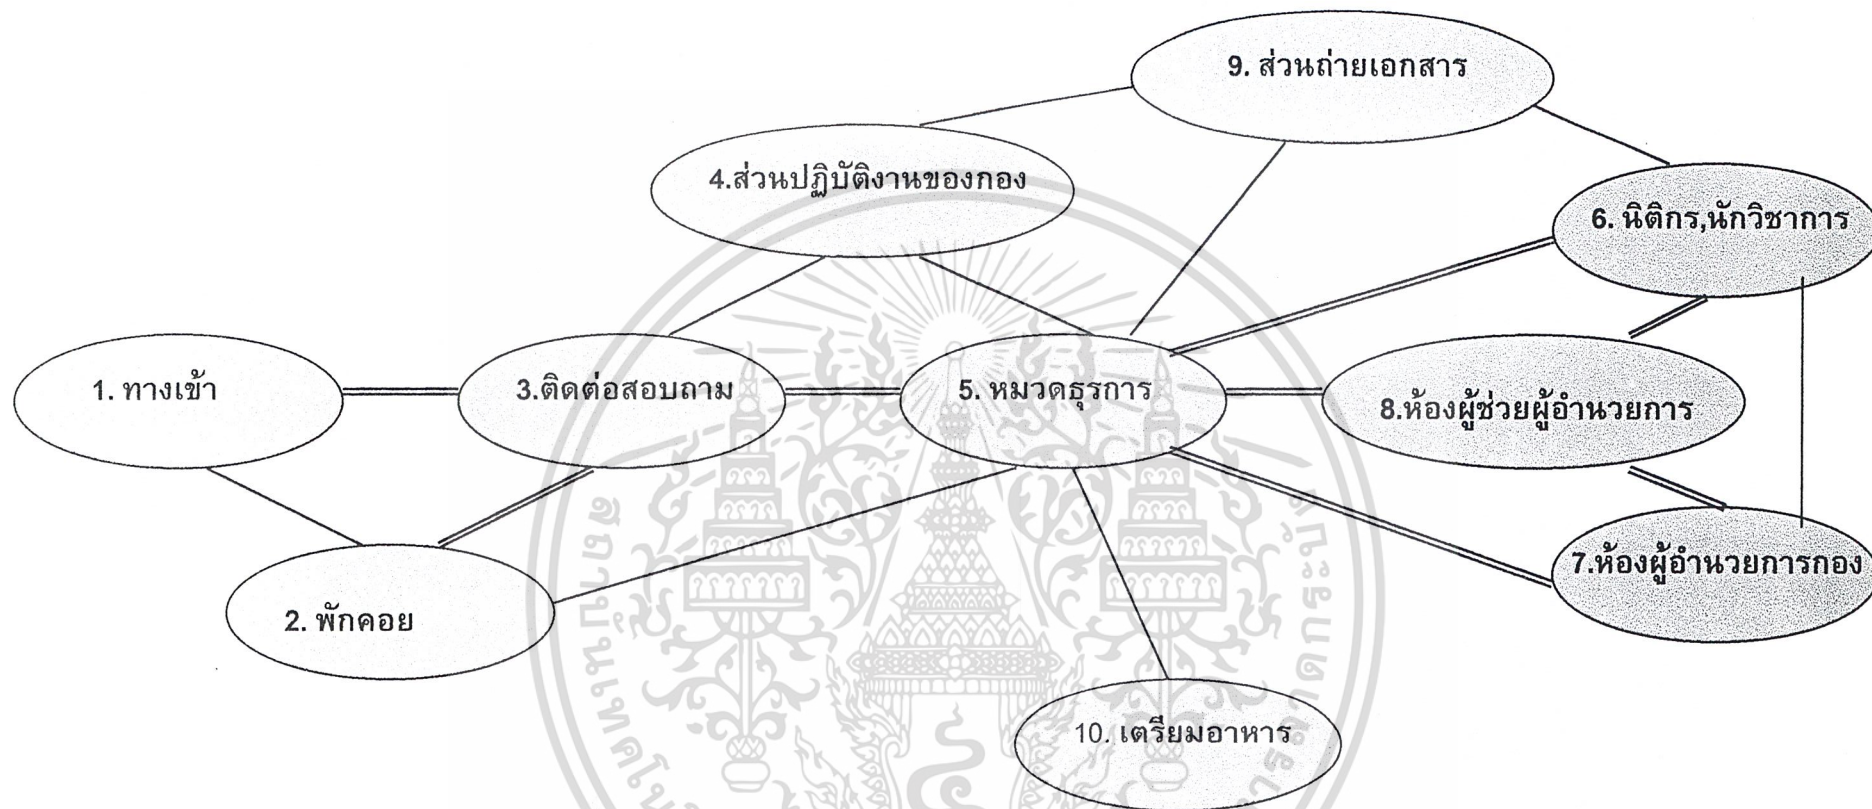 9. ส่วนถ่ายเอกสาร
4.ส่วนปฏิบัติงานของกอง
6. นิติกร,นักวิชาการ
1. ทางเข้า
3.ติดต่อสอบถาม
5. หมวดธุรการ
8.ห้องผู้ช่วยผู้อำนวยการ
7.ห้องผู้อำนวยการกอง
2. พักคอย
10. เตรียมอาหาร